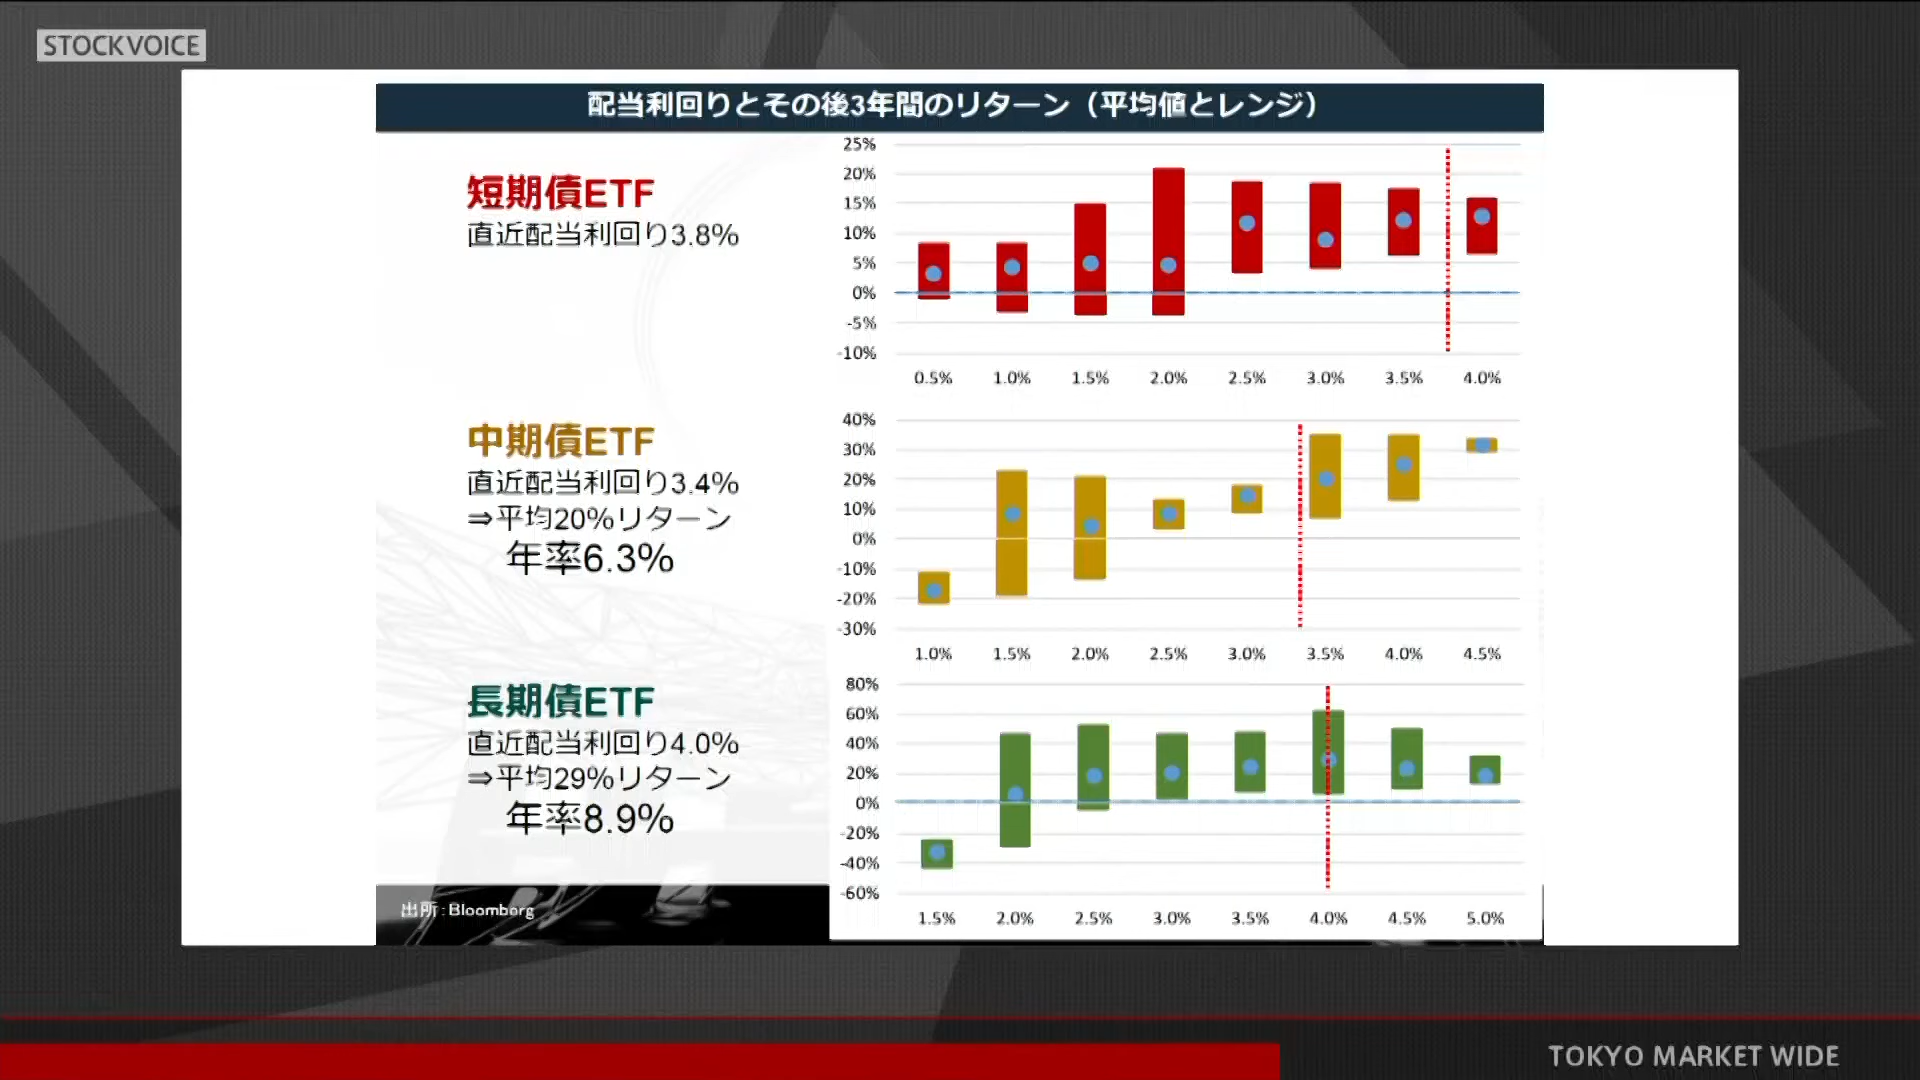 STOCKVOICE
配当利回りとその後3年間のリターン（平均値とレンジ）
短期債ETF
直近配当利回り3.8%
25%
20%
15%
10%
5%
0%
-5%
-10%
0.5% 1.0% 1.5% 2.0% 2.5% 3.0% 3.5% 4.0%
中期債ETF
直近配当利回り3.4%
⇒平均20%リターン
年率6.3%
40%
30%
20%
10%
0%
-10%
-20%
-30%
1.0% 1.5% 2.0% 2.5% 3.0% 3.5% 4.0% 4.5%
長期債ETF
直近配当利回り4.0%
⇒平均29%リターン
年率8.9%
80%
60%
40%
20%
0%
-20%
-40%
-60%
1.5% 2.0% 2.5% 3.0% 3.5% 4.0% 4.5% 5.0%
出所：Bloomborg
TOKYO MARKET WIDE